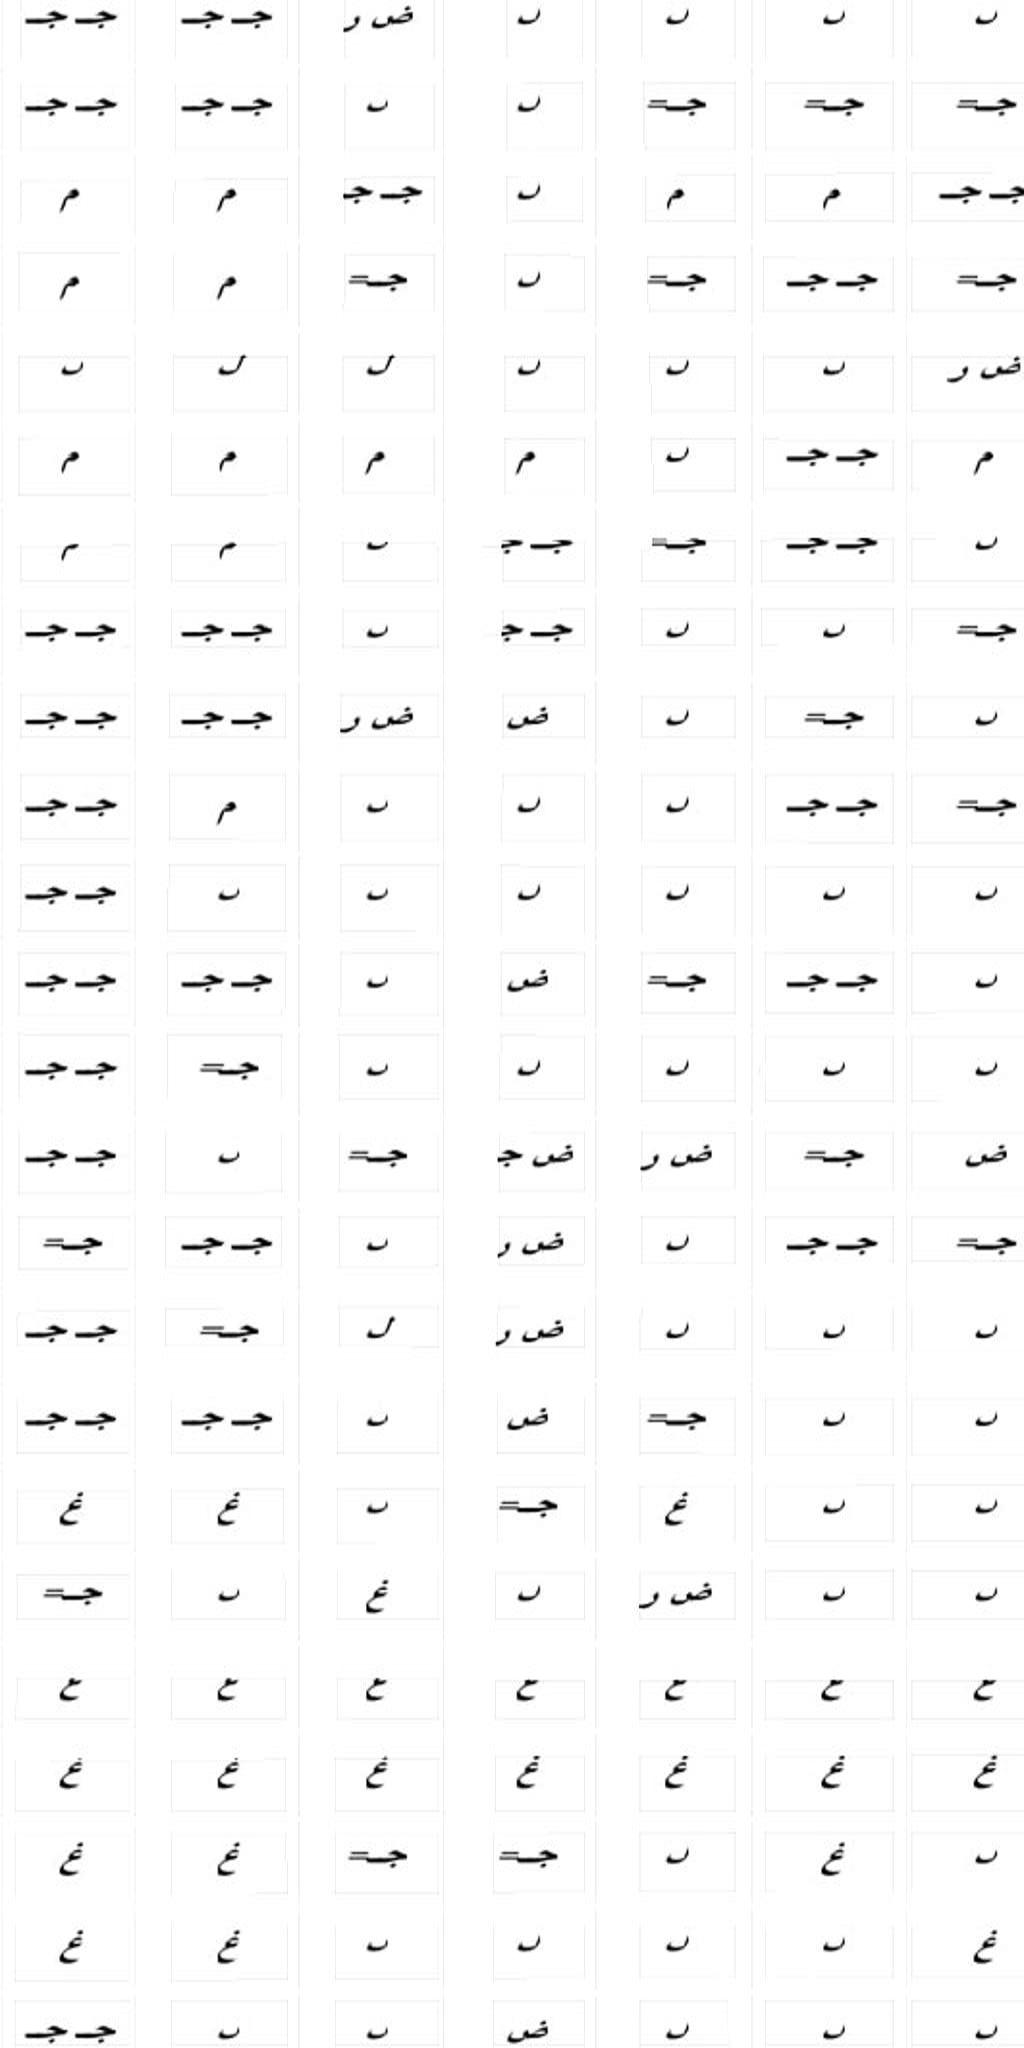 ں ں ں ں ض ر جـ جـ جـ جـ
جـ= جـ= جـ= ں ں جـ جـ جـ جـ
جـ جـ م م ں جـ جـ م م
جـ= جـ جـ جـ= ں جـ= م م
ض ر ں ں ں ل ل ں
م جـ جـ ں م م م م
ں جـ جـ جـ= جـ جـ ں م م
جـ= ں ں جـ جـ ں جـ جـ جـ جـ
ں جـ= ں ض ض ر جـ جـ جـ جـ
جـ= جـ جـ ں ں ں م جـ جـ
ں ں ں ں ں ں جـ جـ
ں جـ جـ جـ= ض ں جـ جـ جـ جـ
ں ں ں ں ں جـ= جـ جـ
ض جـ= ض ر ض جـ جـ= ں جـ جـ
جـ= جـ جـ ں ض ر ں جـ جـ جـ=
ں ں ں ض ر ل جـ= جـ جـ
ں ں جـ= ض ں جـ جـ جـ جـ
ں ں غ جـ= ں غ غ
ں ں ض ر ں غ ں جـ=
ع ع ع ع ع ع ع
غ غ غ غ غ غ غ
ں غ ں جـ= جـ= غ غ
غ ں ں ں ں غ غ
ں ں ں ض ں ں جـ جـ